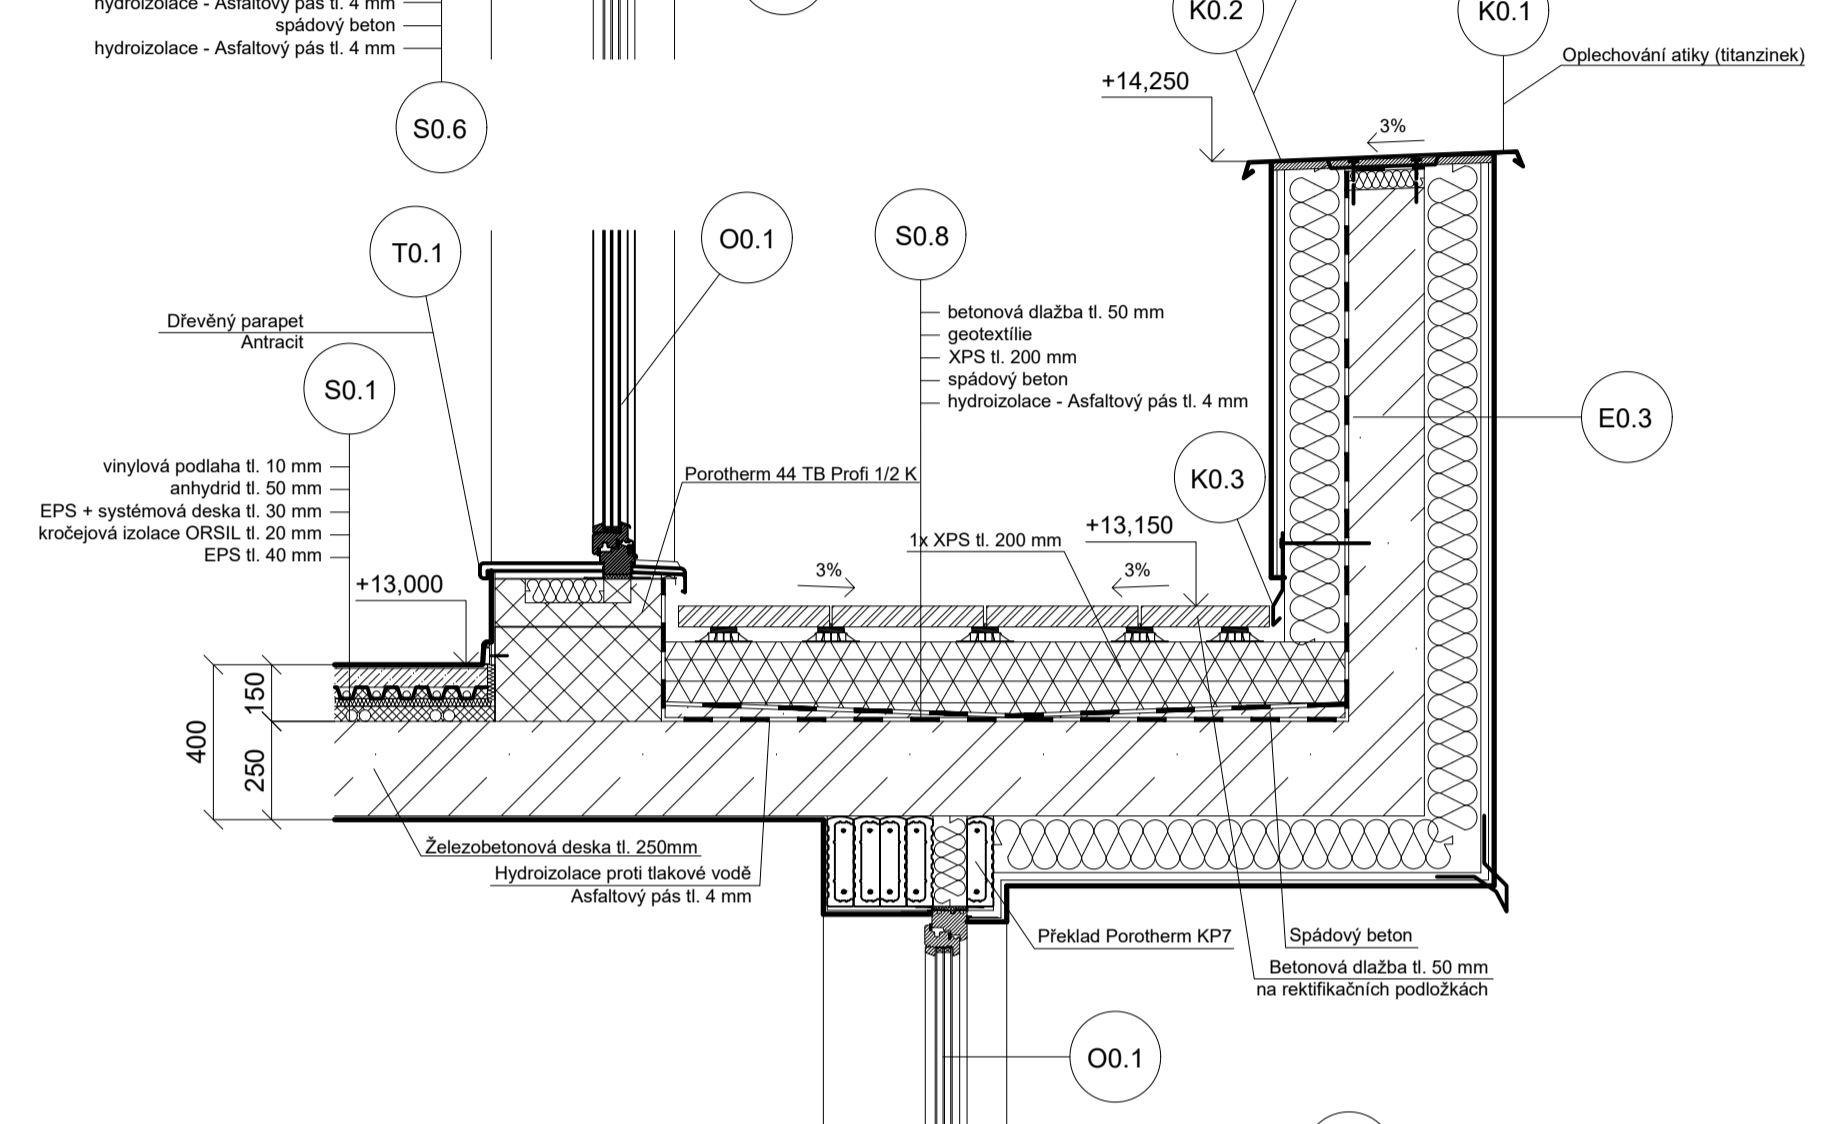 hydroizolace - Asfaltový pás tl. 4 mm
spádový beton
hydroizolace - Asfaltový pás tl. 4 mm
S0.6
K0.2
K0.1
Oplechování atiky (titanzinek)
+14,250
3%
T0.1
O0.1
S0.8
Dřevěný parapet
Antracit
S0.1
betonová dlažba tl. 50 mm
geotextílie
XPS tl. 200 mm
spádový beton
hydroizolace - Asfaltový pás tl. 4 mm
E0.3
vinylová podlaha tl. 10 mm
anhydrid tl. 50 mm
EPS + systémová deska tl. 30 mm
kročejová izolace ORSIL tl. 20 mm
EPS tl. 40 mm
Porotherm 44 TB Profi 1/2 K
K0.3
1x XPS tl. 200 mm
+13,150
3%
3%
+13,000
150
400
250
Železobetonová deska tl. 250mm
Hydroizolace proti tlakové vodě
Asfaltový pás tl. 4 mm
Překlad Porotherm KP7
Spádový beton
Betonová dlažba tl. 50 mm
na rektifikačních podložkách
O0.1